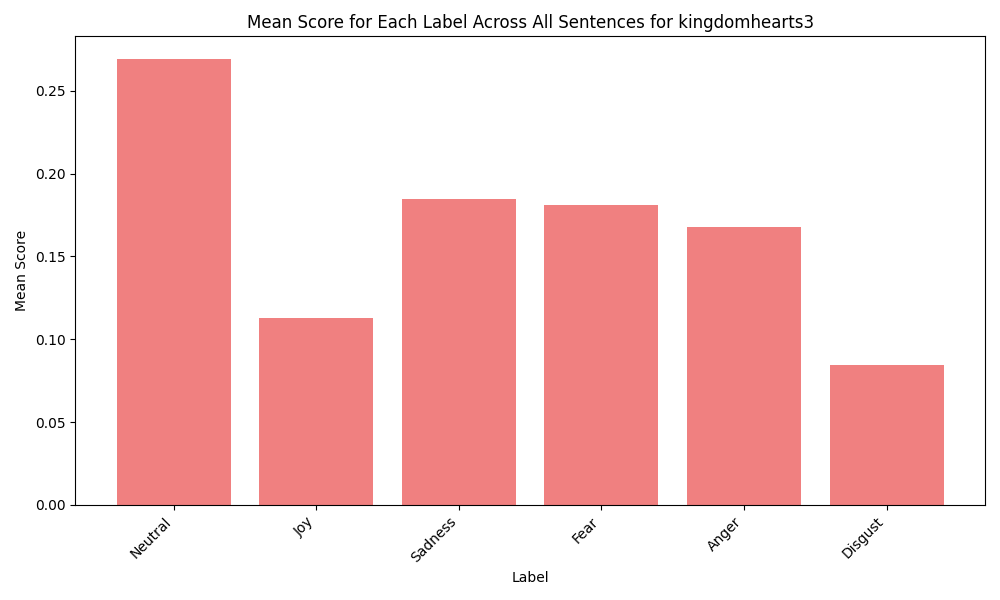 Mean Score for Each Label Across All Sentences for kingdomhearts3
Mean Score
0.25
0.20
0.15
0.10
0.05
0.00
Neutral
Joy
Sadness
Fear
Anger
Disgust
Label